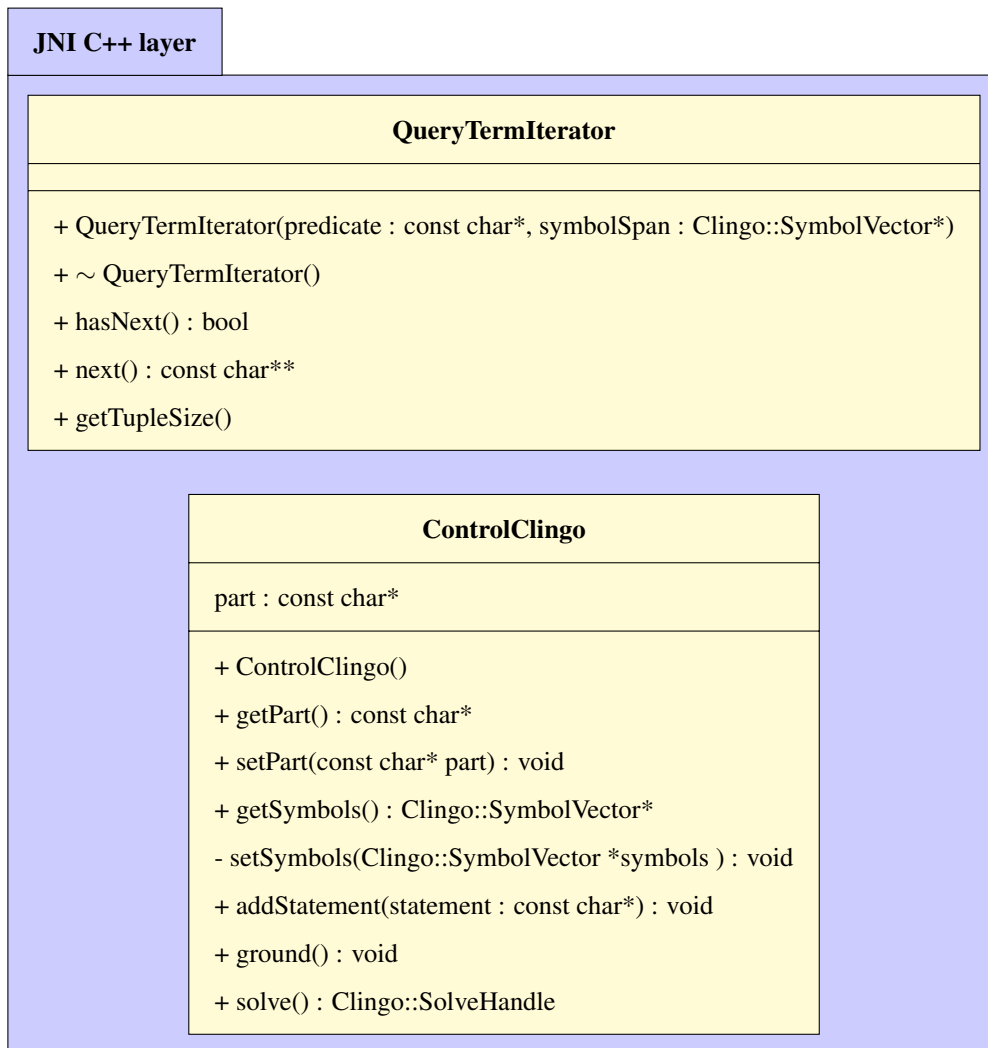 JNI C++ layer
QueryTermIterator
+ QueryTermIterator(predicate : const char*, symbolSpan : Clingo::SymbolVector*)
+ ∼ QueryTermIterator()
+ hasNext() : bool
+ next() : const char**
+ getTupleSize()
ControlClingo
part : const char*
+ ControlClingo()
+ getPart() : const char*
+ setPart(const char* part) : void
+ getSymbols() : Clingo::SymbolVector*
- setSymbols(Clingo::SymbolVector *symbols ) : void
+ addStatement(statement : const char*) : void
+ ground() : void
+ solve() : Clingo::SolveHandle